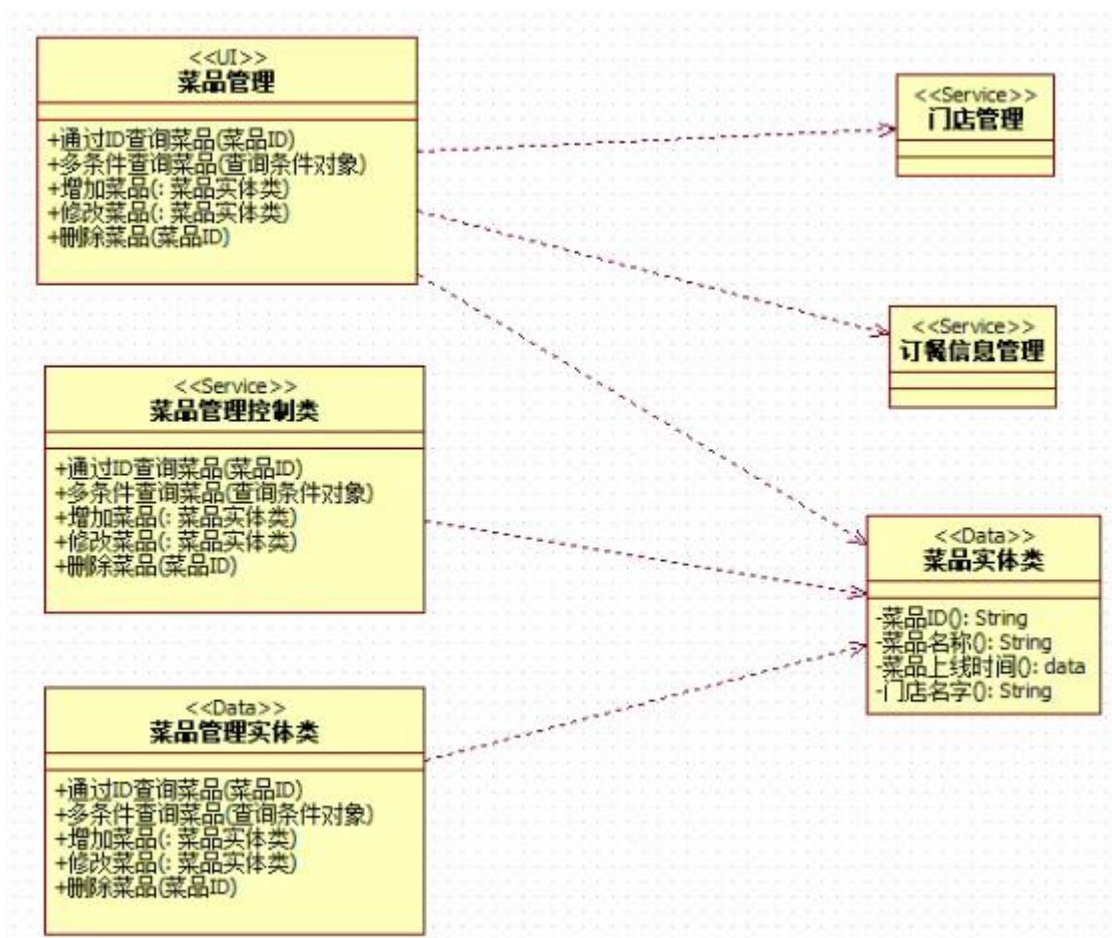 <<UI>>
菜品管理
+通过ID查询菜品(菜品ID)
+多条件查询菜品(查询条件对象)
+增加菜品(: 菜品实体类)
+修改菜品(: 菜品实体类)
+删除菜品(菜品ID)
<<Service>>
门店管理
<<Service>>
订餐信息管理
<<Service>>
菜品管理控制类
+通过ID查询菜品(菜品ID)
+多条件查询菜品(查询条件对象)
+增加菜品(: 菜品实体类)
+修改菜品(: 菜品实体类)
+删除菜品(菜品ID)
<<Data>>
菜品实体类
-菜品ID(): String
-菜品名称(): String
-菜品上线时间(): data
-门店名字(): String
<<Data>>
菜品管理实体类
+通过ID查询菜品(菜品ID)
+多条件查询菜品(查询条件对象)
+增加菜品(: 菜品实体类)
+修改菜品(: 菜品实体类)
+删除菜品(菜品ID)